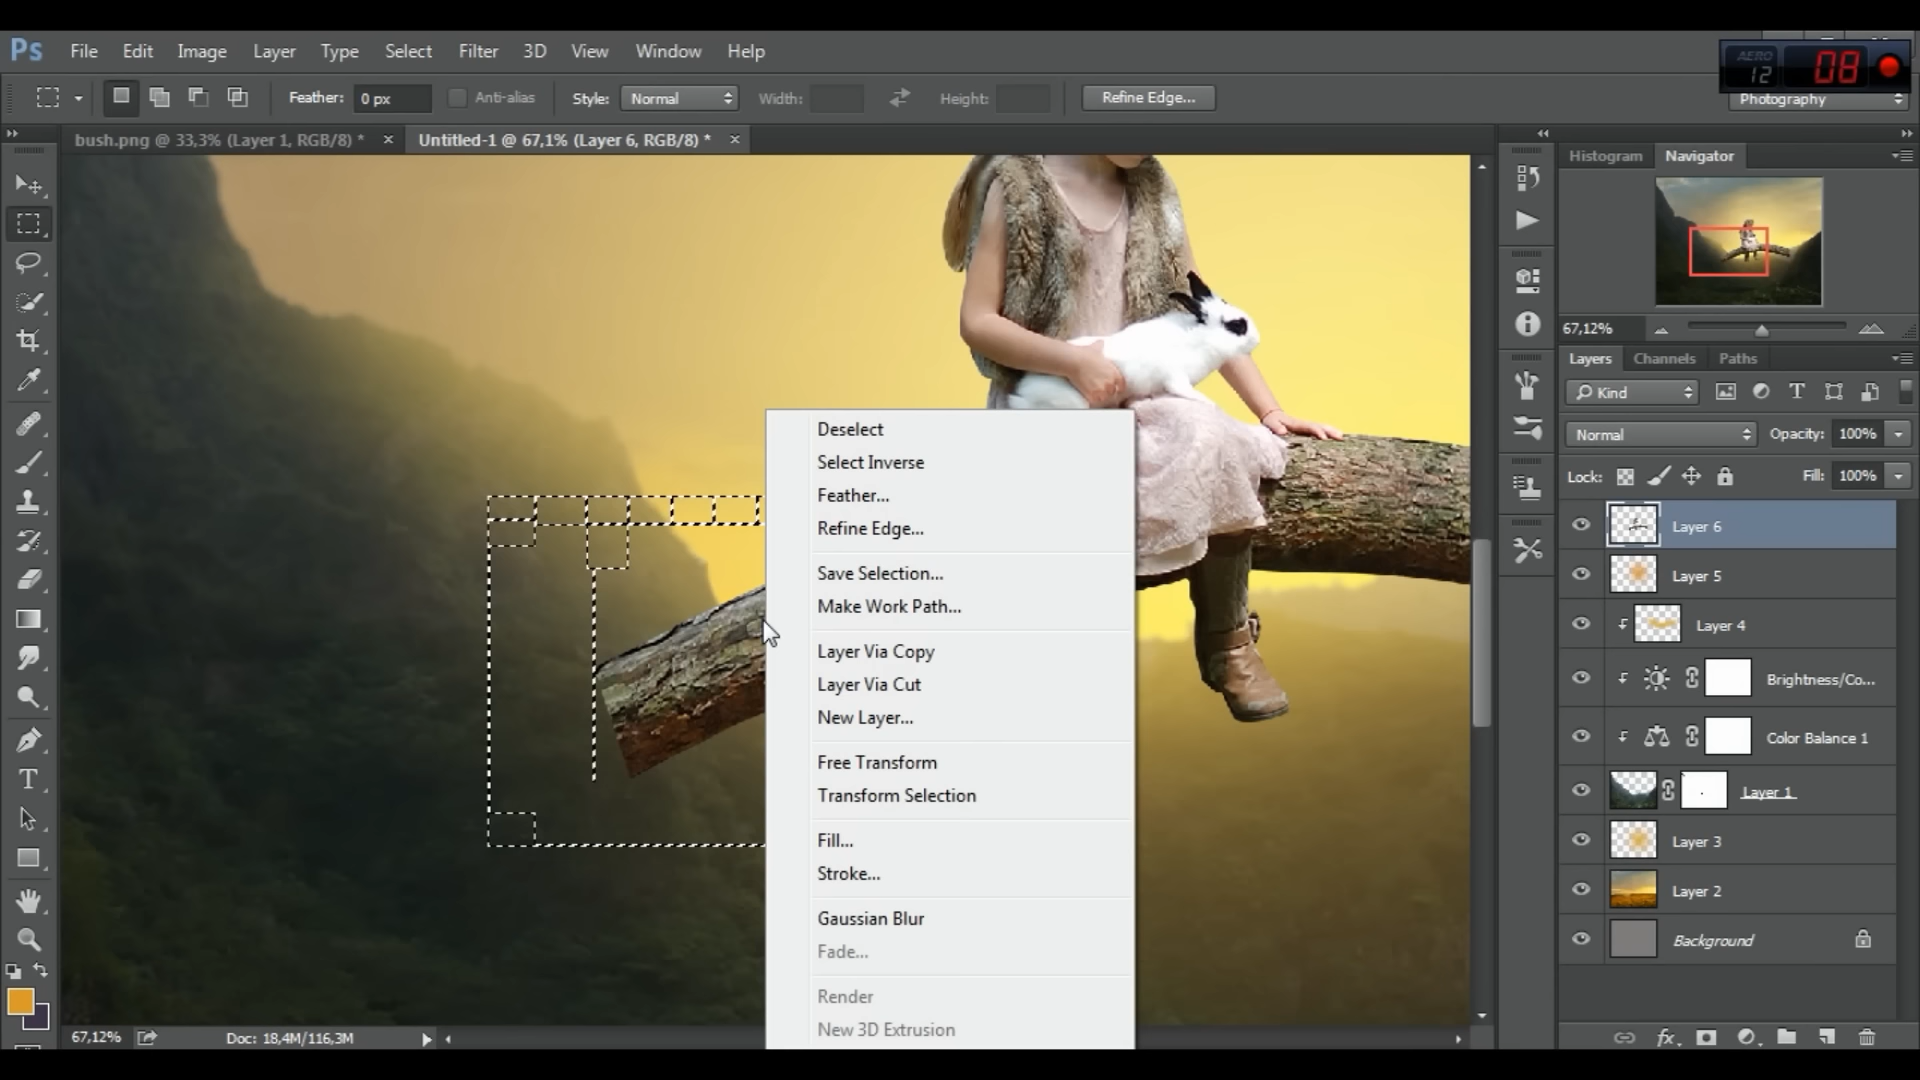 Ps File Edit Image Layer Type Select Filter 3D View Window Help
AERO
12
08
Feather: 0 px Anti-alias Style: Normal Width: Height: Refine Edge...
Photography
bush.png @ 33,3% (Layer 1, RGB/8) * × Untitled-1 @ 67,1% (Layer 6, RGB/8) * ×
Histogram Navigator
67,12%
Layers Channels Paths
Kind
Normal Opacity: 100%
Lock: Fill: 100%
Layer 6
Layer 5
Layer 4
Brightness/Co...
Color Balance 1
Layer 1
Layer 3
Layer 2
Background
Deselect
Select Inverse
Feather...
Refine Edge...
Save Selection...
Make Work Path...
Layer Via Copy
Layer Via Cut
New Layer...
Free Transform
Transform Selection
Fill...
Stroke...
Gaussian Blur
Fade...
Render
New 3D Extrusion
67,12% Doc: 18,4M/116,3M
fx